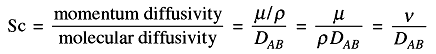 Sc = momentum diffusivity / molecular diffusivity = μ/ρ / D_AB = μ / ρD_AB = ν / D_AB